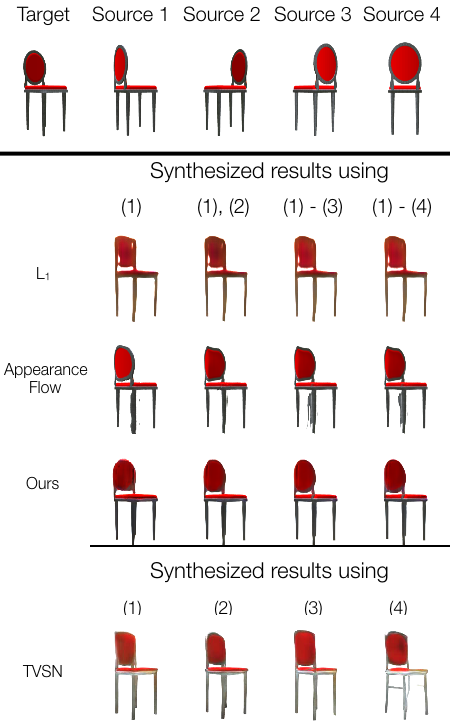 Target Source 1 Source 2 Source 3 Source 4
Synthesized results using
(1) (1), (2) (1) - (3) (1) - (4)
L₁
Appearance
Flow
Ours
Synthesized results using
(1) (2) (3) (4)
TVSN